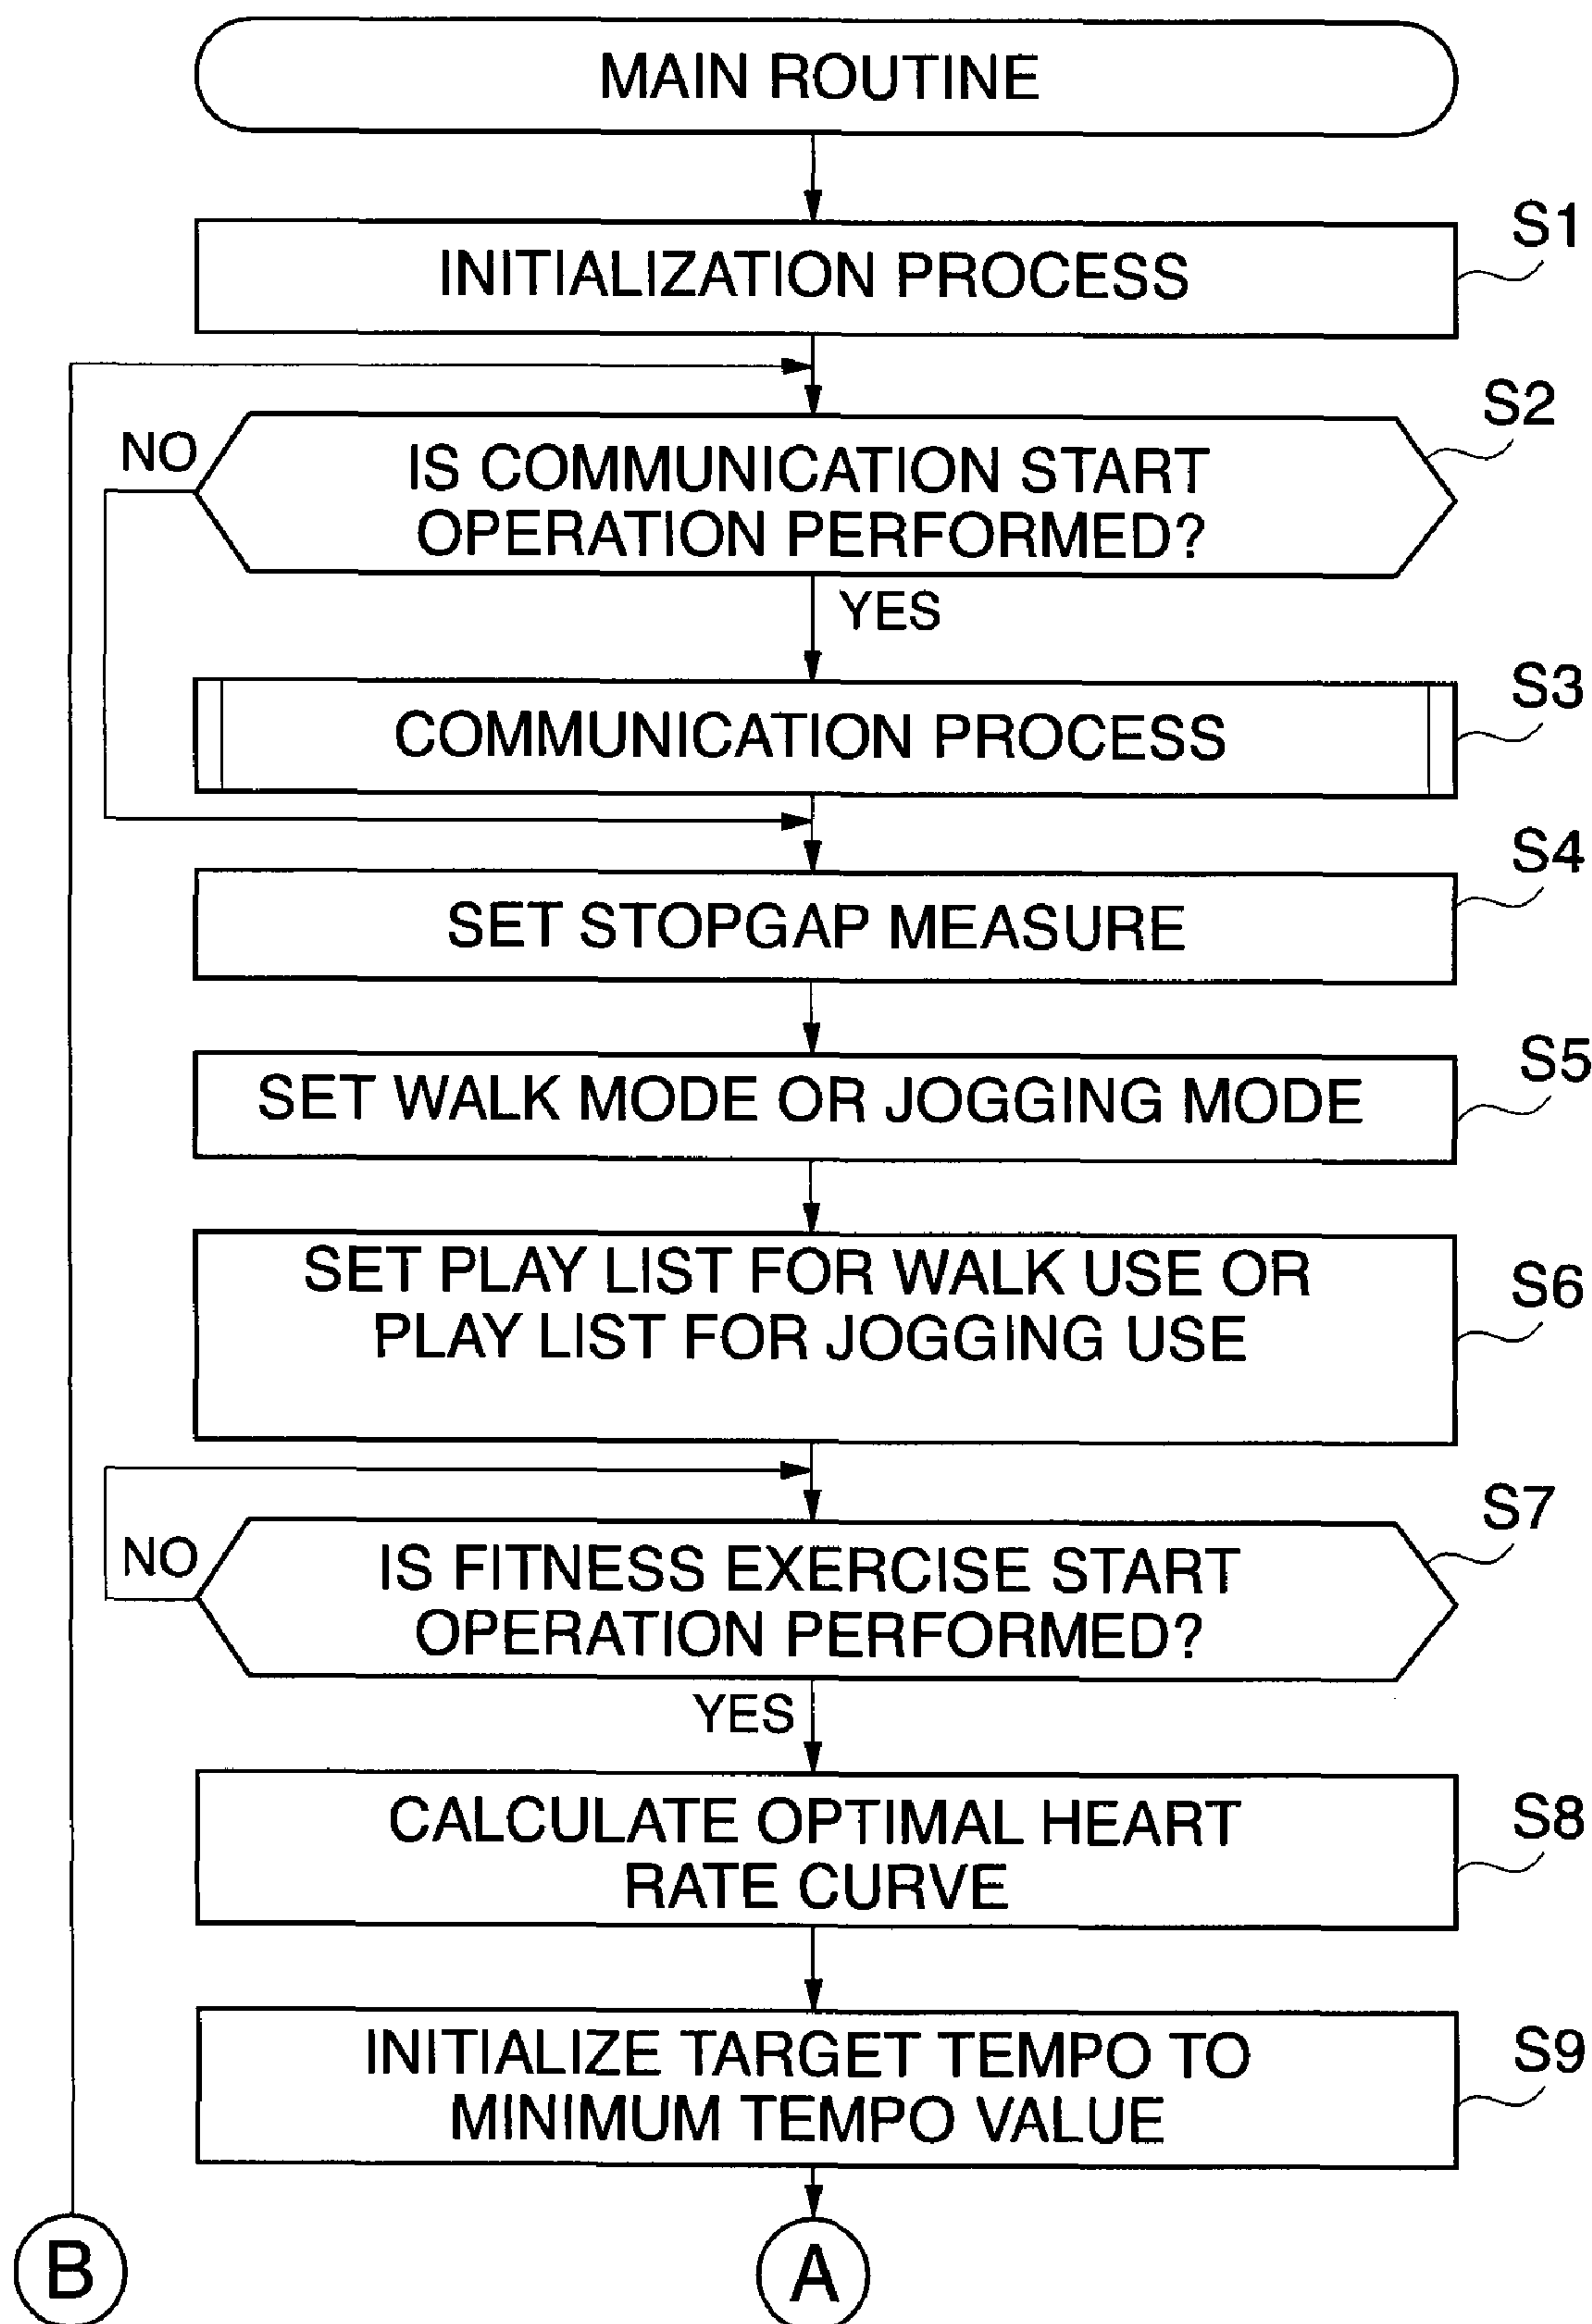 MAIN ROUTINE
S1
INITIALIZATION PROCESS
S2
NO
IS COMMUNICATION START
OPERATION PERFORMED?
YES
S3
COMMUNICATION PROCESS
S4
SET STOPGAP MEASURE
S5
SET WALK MODE OR JOGGING MODE
S6
SET PLAY LIST FOR WALK USE OR
PLAY LIST FOR JOGGING USE
S7
NO
IS FITNESS EXERCISE START
OPERATION PERFORMED?
YES
S8
CALCULATE OPTIMAL HEART
RATE CURVE
S9
INITIALIZE TARGET TEMPO TO
MINIMUM TEMPO VALUE
B
A